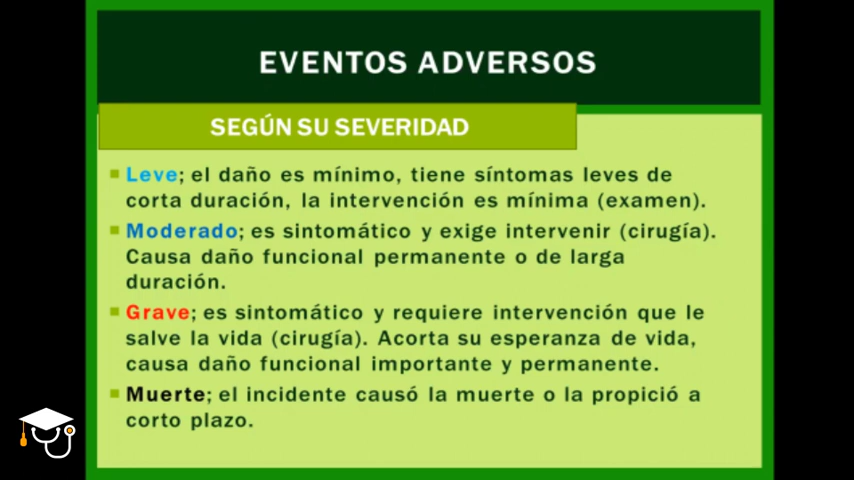 EVENTOS ADVERSOS
SEGÚN SU SEVERIDAD
Leve; el daño es mínimo, tiene síntomas leves de
corta duración, la intervención es mínima (examen).
Moderado; es sintomático y exige intervenir (cirugía).
Causa daño funcional permanente o de larga
duración.
Grave; es sintomático y requiere intervención que le
salve la vida (cirugía). Acorta su esperanza de vida,
causa daño funcional importante y permanente.
Muerte; el incidente causó la muerte o la propició a
corto plazo.